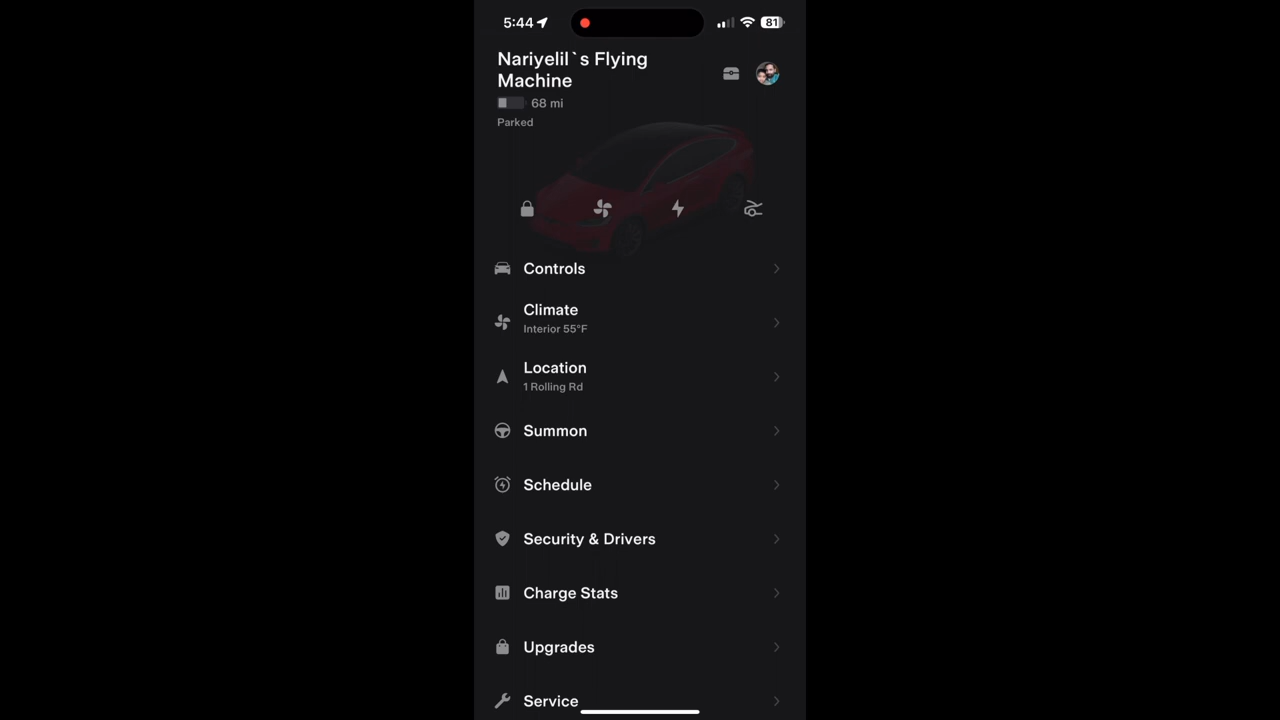 5:44
81
Nariyelil`s Flying
Machine
68 mi
Parked
Controls
Climate
Interior 55°F
Location
1 Rolling Rd
Summon
Schedule
Security & Drivers
Charge Stats
Upgrades
Service